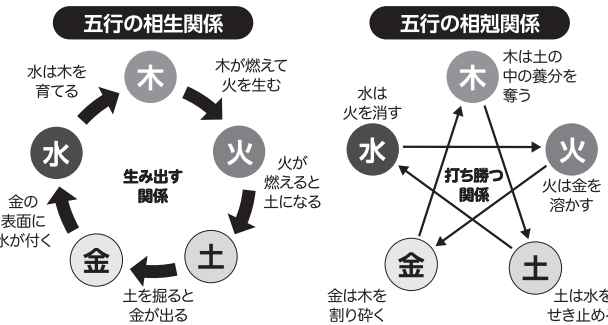 五行の相生関係
木
木が燃えて
火を生む
火
火が
燃えると
土になる
土
土を掘ると
金が出る
金
金の
表面に
水が付く
水
水は木を
育てる
生み出す
関係
五行の相剋関係
木
木は土の
中の養分を
奪う
火
火は金を
溶かす
土
土は水を
せき止め
金
金は木を
割り砕く
水
水は
火を消す
打ち勝つ
関係